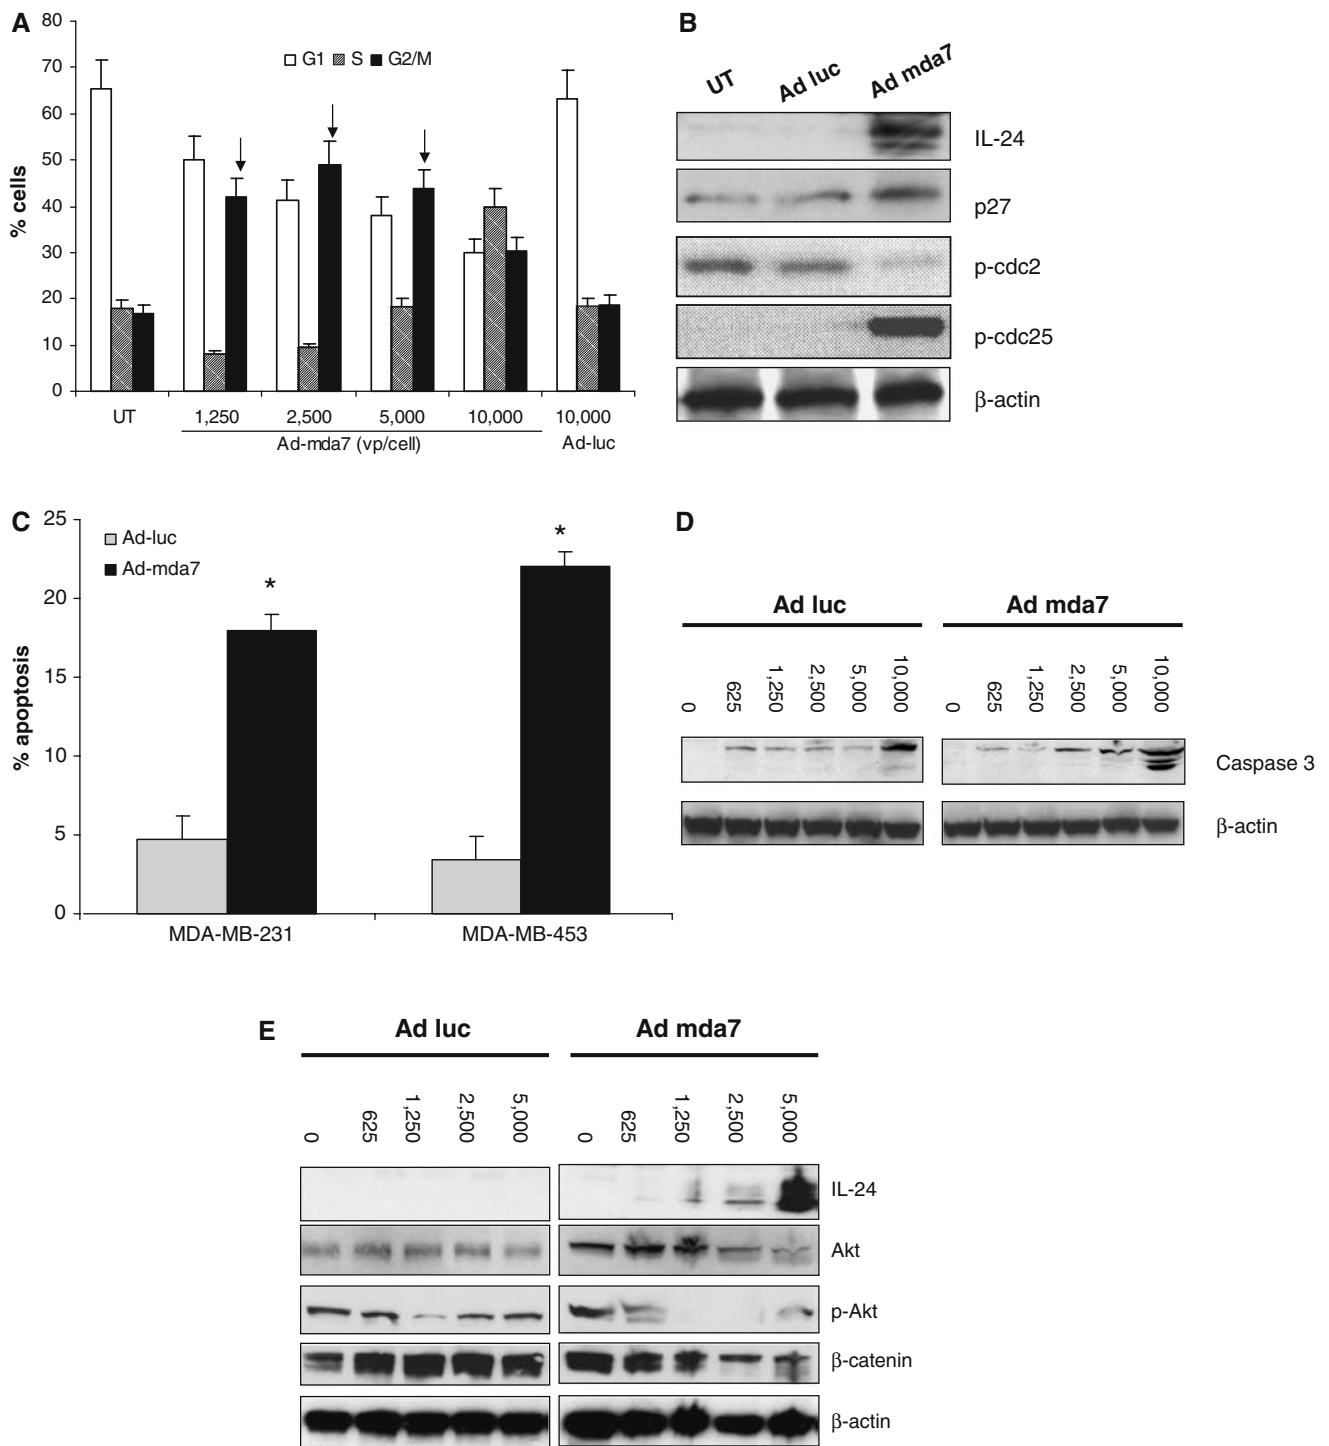 A
80
70
60
50
40
30
20
10
0
% cells
G1 S G2/M
UT 1,250 2,500 5,000 10,000 10,000
Ad-mda7 (vp/cell) Ad-luc
B
UT Ad luc Ad mda7
IL-24
p27
p-cdc2
p-cdc25
β-actin
C
25
20
15
10
5
0
% apoptosis
Ad-luc
Ad-mda7
* *
MDA-MB-231 MDA-MB-453
D
Ad luc Ad mda7
0 625 1,250 2,500 5,000 10,000 0 625 1,250 2,500 5,000 10,000
Caspase 3
β-actin
E
Ad luc Ad mda7
0 625 1,250 2,500 5,000 0 625 1,250 2,500 5,000
IL-24
Akt
p-Akt
β-catenin
β-actin